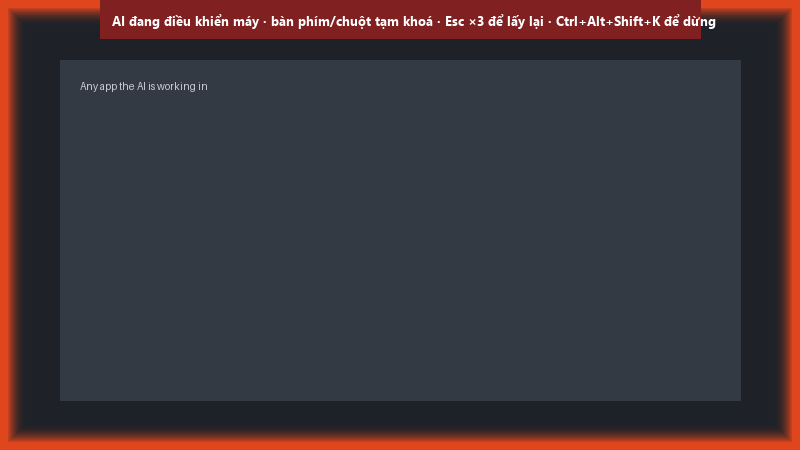 AI đang điều khiển máy · bàn phím/chuột tạm khoá · Esc ×3 để lấy lại · Ctrl+Alt+Shift+K để dừng
Any app the AI is working in